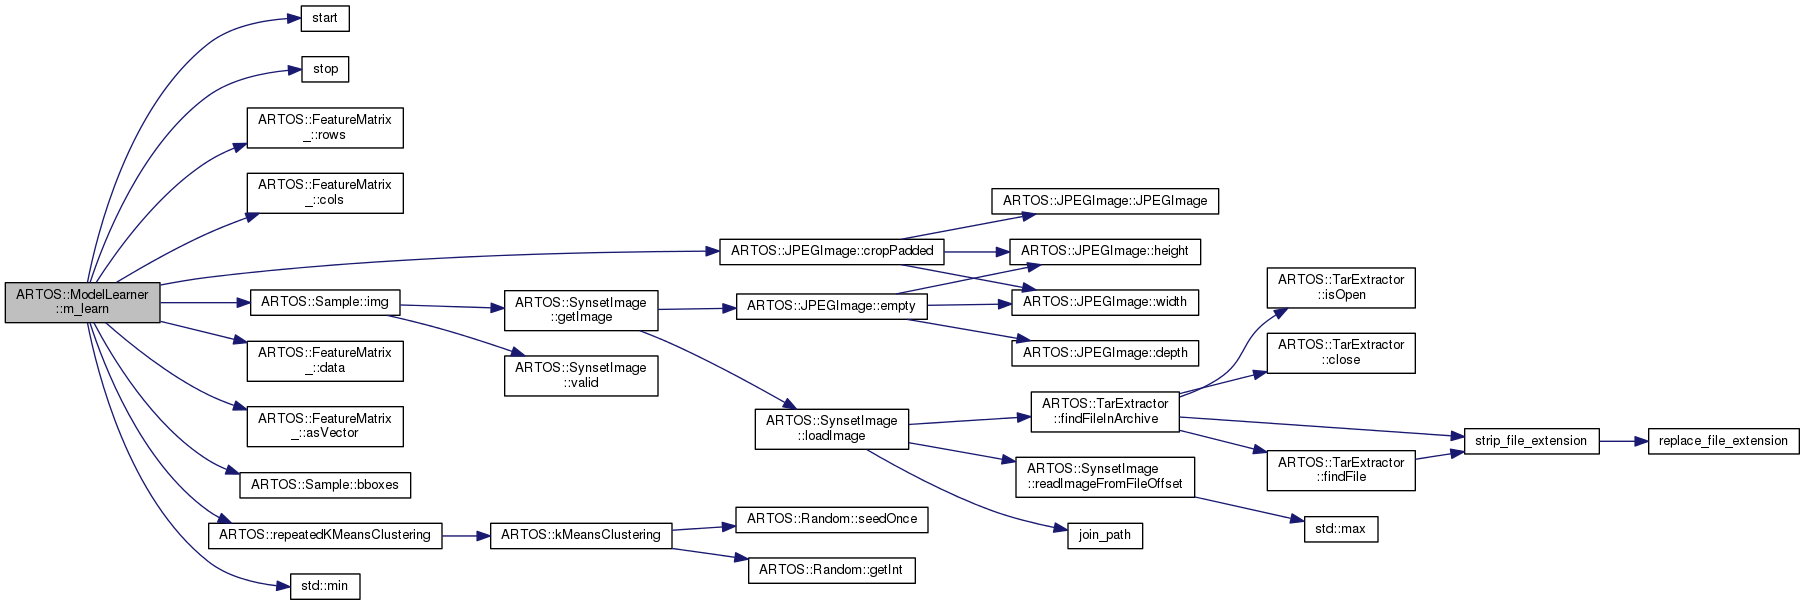 start
stop
ARTOS::FeatureMatrix
_::rows
ARTOS::FeatureMatrix
_::cols
ARTOS::JPEGImage::JPEGImage
ARTOS::JPEGImage::cropPadded
ARTOS::JPEGImage::height
ARTOS::TarExtractor
::isOpen
ARTOS::ModelLearner
::m_learn
ARTOS::Sample::img
ARTOS::SynsetImage
::getImage
ARTOS::JPEGImage::empty
ARTOS::JPEGImage::width
ARTOS::FeatureMatrix
_::data
ARTOS::SynsetImage
::valid
ARTOS::JPEGImage::depth
ARTOS::TarExtractor
::close
ARTOS::FeatureMatrix
_::asVector
ARTOS::SynsetImage
::loadImage
ARTOS::TarExtractor
::findFileInArchive
strip_file_extension
replace_file_extension
ARTOS::Sample::bboxes
ARTOS::SynsetImage
::readImageFromFileOffset
ARTOS::TarExtractor
::findFile
ARTOS::repeatedKMeansClustering
ARTOS::kMeansClustering
ARTOS::Random::seedOnce
join_path
std::max
ARTOS::Random::getInt
std::min